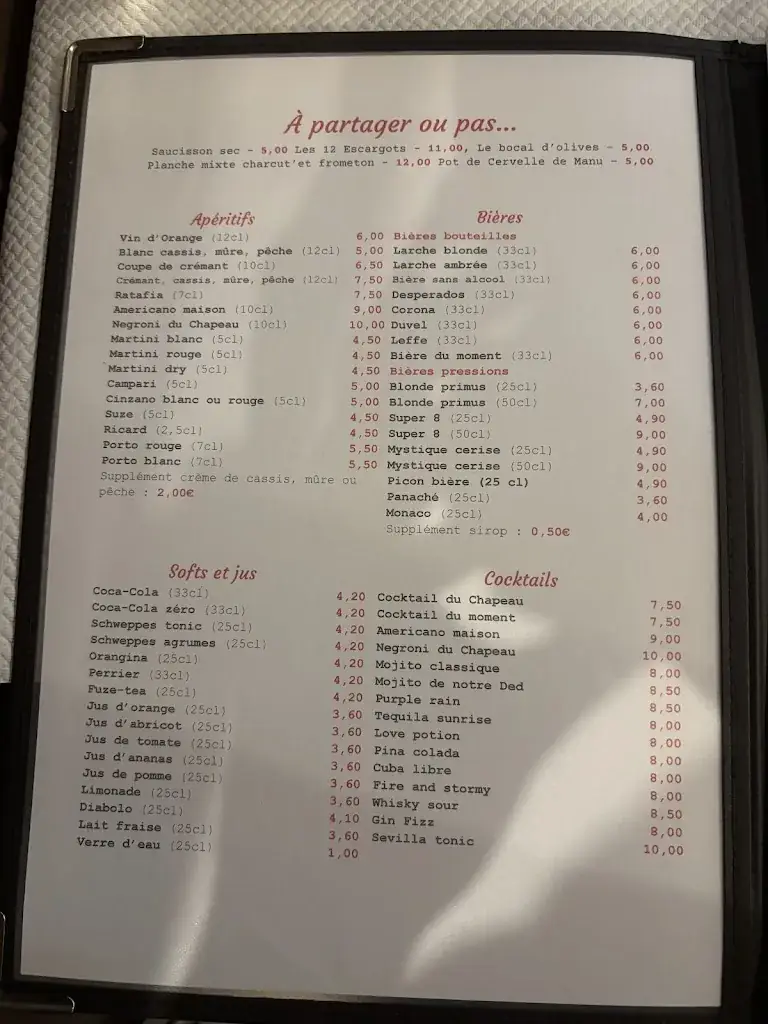 À partager ou pas...
Saucisson sec - 5,00 Les 12 Escargots - 11,00, Le bocal d'olives - 5,00
Planche mixte charcut'et frometon - 12,00 Pot de Cervelle de Manu - 5,00
Apéritifs
Vin d'Orange (12cl) 6,00
Blanc cassis, mûre, pêche (12cl) 5,00
Coupe de crémant (10cl) 6,50
Crémant, cassis, mûre, pêche (12cl) 7,50
Ratafia (7cl) 7,50
Americano maison (10cl) 9,00
Negroni du Chapeau (10cl) 10,00
Martini blanc (5cl) 4,50
Martini rouge (5cl) 4,50
Martini dry (5cl) 4,50
Campari (5cl) 5,00
Cinzano blanc ou rouge (5cl) 5,00
Suze (5cl) 4,50
Ricard (2,5cl) 4,50
Porto rouge (7cl) 5,50
Porto blanc (7cl) 5,50
Supplément crème de cassis, mûre ou
pêche : 2,00€
Bières
Bières bouteilles
Larche blonde (33cl) 6,00
Larche ambrée (33cl) 6,00
Bière sans alcool (33cl) 6,00
Desperados (33cl) 6,00
Corona (33cl) 6,00
Duvel (33cl) 6,00
Leffe (33cl) 6,00
Bière du moment (33cl) 6,00
Bières pressions
Blonde primus (25cl) 3,60
Blonde primus (50cl) 7,00
Super 8 (25cl) 4,90
Super 8 (50cl) 9,00
Mystique cerise (25cl) 4,90
Mystique cerise (50cl) 9,00
Picon bière (25 cl) 4,90
Panaché (25cl) 3,60
Monaco (25cl) 4,00
Supplément sirop : 0,50€
Softs et jus
Coca-Cola (33cl) 4,20
Coca-Cola zéro (33cl) 4,20
Schweppes tonic (25cl) 4,20
Schweppes agrumes (25cl) 4,20
Orangina (25cl) 4,20
Perrier (33cl) 4,20
Fuze-tea (25cl) 4,20
Jus d'orange (25cl) 3,60
Jus d'abricot (25cl) 3,60
Jus de tomate (25cl) 3,60
Jus d'ananas (25cl) 3,60
Jus de pomme (25cl) 3,60
Limonade (25cl) 3,60
Diabolo (25cl) 4,10
Lait fraise (25cl) 3,60
Verre d'eau (25cl) 1,00
Cocktails
Cocktail du Chapeau 7,50
Cocktail du moment 7,50
Americano maison 9,00
Negroni du Chapeau 10,00
Mojito classique 8,00
Mojito de notre Ded 8,50
Purple rain 8,50
Tequila sunrise 8,00
Love potion 8,00
Pina colada 8,00
Cuba libre 8,00
Fire and stormy 8,00
Whisky sour 8,50
Gin Fizz 8,00
Sevilla tonic 10,00